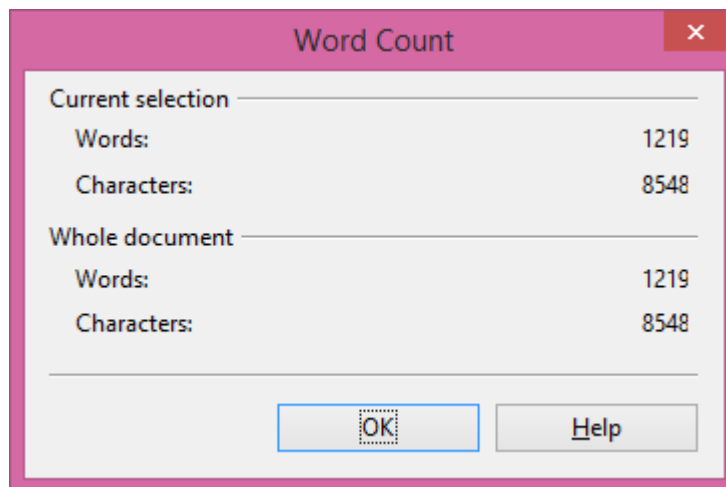 Word Count
Current selection
Words: 1219
Characters: 8548
Whole document
Words: 1219
Characters: 8548
OK Help